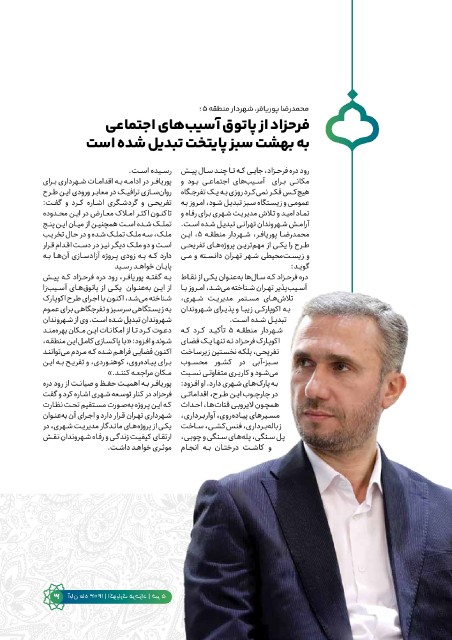 محمدرضا پوریافر، شهردار منطقه ۵ :
فرحزاد از پاتوق آسیب‌های اجتماعی
به بهشت سبز پایتخت تبدیل شده است
رود دره فرحزاد، جایی که تا چند سال پیش
مکانی برای آسیب‌های اجتماعی بود و
هیچ‌کس فکر نمی‌کرد روزی به یک تفرجگاه
عمومی و زیستگاه سبز تبدیل شود، امروز به
نماد امید و تلاش مدیریت شهری برای رفاه و
آرامش شهروندان تهرانی تبدیل شده است.
محمدرضا پوریافر، شهردار منطقه ۵، این
طرح را یکی از مهم‌ترین پروژه‌های تفریحی
و زیست‌محیطی شهر تهران دانسته و می
گوید:
دره فرحزاد که سال‌ها به‌عنوان یکی از نقاط
آسیب‌پذیر تهران شناخته می‌شد، امروز با
تلاش‌های مستمر مدیریت شهری،
به اکوپارکی زیبا و پذیرای شهروندان
تبدیل شده است.
شهردار منطقه ۵ تأکید کرد که
اکوپارک فرحزاد نه تنها یک فضای
تفریحی، بلکه نخستین زیرساخت
سبز-آبی در کشور محسوب
می‌شود و کاربری متفاوتی نسبت
به پارک‌های شهری دارد. او افزود:
در چارچوب این طرح، اقداماتی
همچون لایروبی قنات‌ها، احداث
مسیرهای پیاده‌روی، آواربرداری،
زباله‌برداری، فنس‌کشی، ساخت
پل سنگی، پله‌های سنگی و چوبی،
و کاشت درختان به انجام
رسیده است.
پوریافر در ادامه به اقدامات شهرداری برای
روان‌سازی ترافیک در معابر ورودی این طرح
تفریحی و گردشگری اشاره کرد و گفت:
تاکنون اکثر املاک معارض در این محدوده
تملک شده است همچنین از میان این پنج
ملک، سه ملک تملک شده و در حال تخریب
است و دو ملک دیگر نیز در دست اقدام قرار
دارد که به زودی پروژه آزادسازی آن‌ها به
پایان خواهد رسید
به گفته پوریافر، رود دره فرحزاد که پیش
از این به‌عنوان یکی از پاتوق‌های آسیب‌زا
شناخته می‌شد، اکنون با اجرای طرح اکوپارک
به زیستگاهی سرسبز و تفرجگاهی برای عموم
شهروندان تبدیل شده است. وی از شهروندان
دعوت کرد تا از امکانات این مکان بهره‌مند
شوند و افزود: «با پاکسازی کامل این منطقه،
اکنون فضایی فراهم شده که مردم می‌توانند
برای پیاده‌روی، کوهنوردی، و تفریح به این
مکان مراجعه کنند.»
پوریافر به اهمیت حفظ و صیانت از رود دره
فرحزاد در کنار توسعه شهری اشاره کرد و گفت
که این پروژه به‌صورت مستقیم تحت نظارت
شهرداری تهران قرار دارد و اجرای آن به‌عنوان
یکی از پروژه‌های ماندگار مدیریت شهری، در
ارتقای کیفیت زندگی و رفاه شهروندان نقش
موثری خواهد داشت.